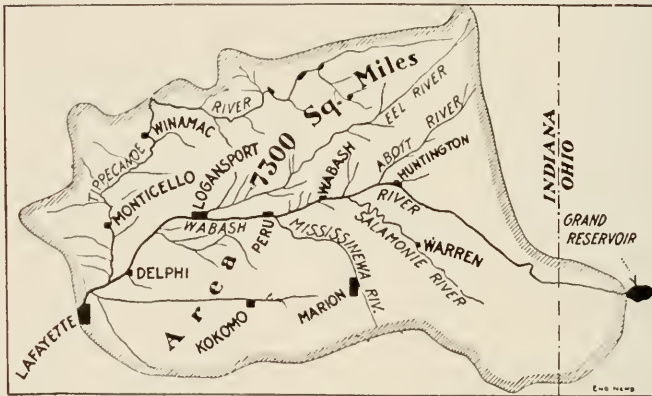 7300 Sq. Miles
Area
TIPPECANOE
RIVER
WINAMAC
MONTICELLO
LOGANSPORT
EEL RIVER
ABOTT RIVER
WABASH
HUNTINGTON
WABASH
RIVER
PERU
MISSISSINEWA RIV.
SALAMONIE RIVER
WARREN
DELPHI
KOKOMO
MARION
LAFAYETTE
INDIANA
OHIO
GRAND
RESERVOIR
ENG NEWS